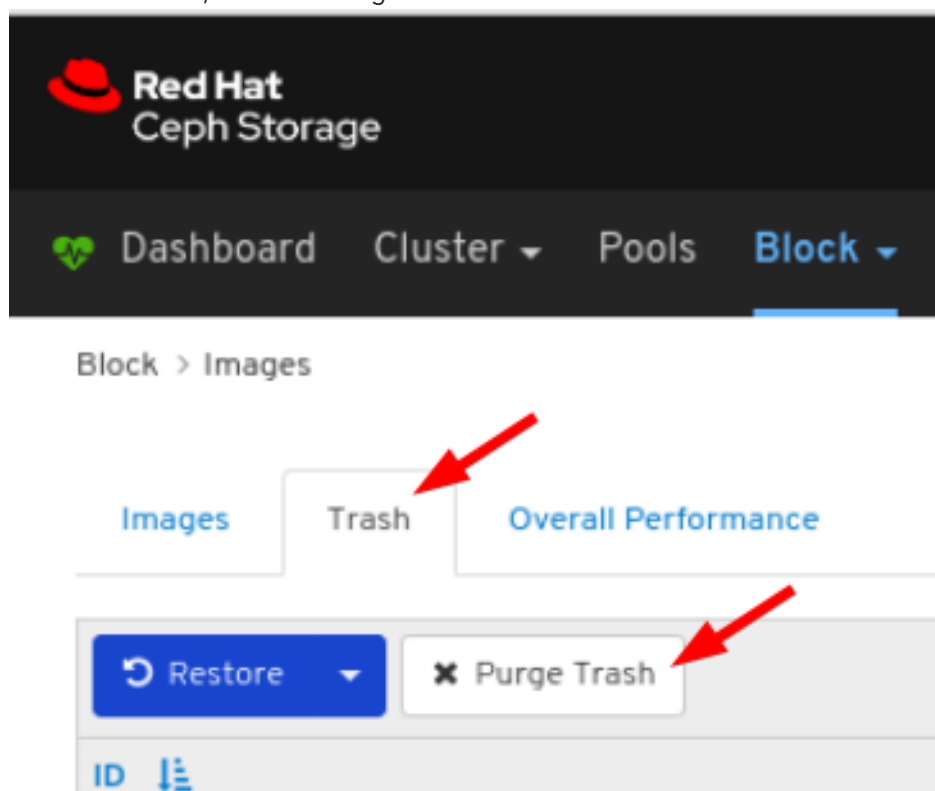 Red Hat
Ceph Storage
Dashboard Cluster Pools Block
Block > Images
Images Trash Overall Performance
Restore Purge Trash
ID